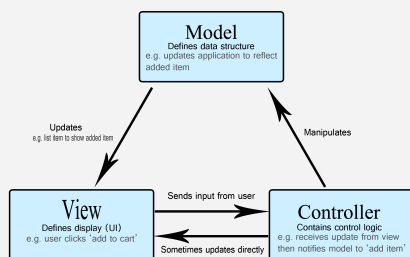 Model
Defines data structure
e.g. updates application to reflect
added item
Updates
e.g. list item to show added item
Manipulates
View
Defines display (UI)
e.g. user clicks 'add to cart'
Sends input from user
Sometimes updates directly
Controller
Contains control logic
e.g. receives update from view
then notifies model to 'add item'